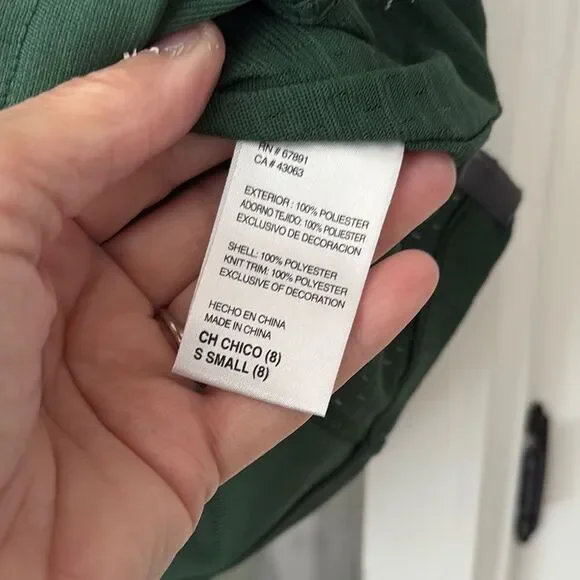 RN # 67891
CA # 43063
EXTERIOR: 100% POLIESTER
ADORNO TEJIDO: 100% POLIESTER
EXCLUSIVO DE DECORACION
SHELL: 100% POLYESTER
KNIT TRIM: 100% POLYESTER
EXCLUSIVE OF DECORATION
HECHO EN CHINA
MADE IN CHINA
CH CHICO (8)
S SMALL (8)